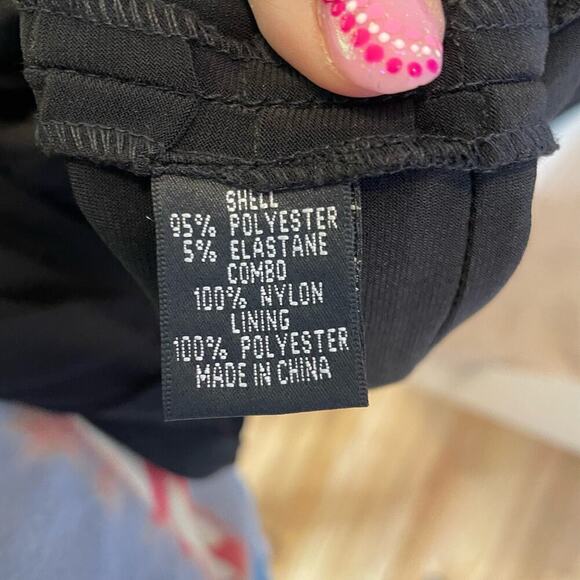 SHELL
95% POLYESTER
5% ELASTANE
COMBO
100% NYLON
LINING
100% POLYESTER
MADE IN CHINA